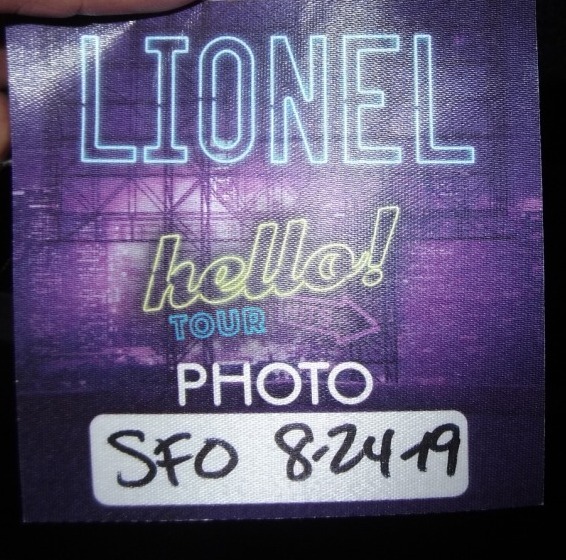 LIONEL
hello!
TOUR
PHOTO
SFO 8-24-19